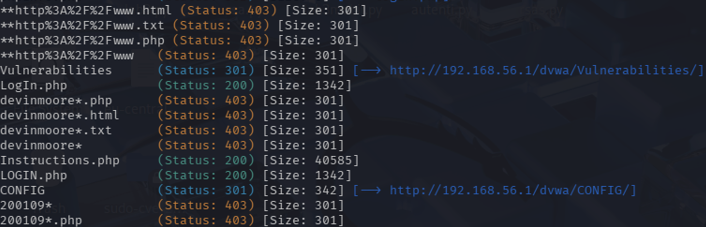 **http%3A%2F%2Fwww.html (Status: 403) [Size: 301]
**http%3A%2F%2Fwww.txt (Status: 403) [Size: 301]
**http%3A%2F%2Fwww.php (Status: 403) [Size: 301]
**http%3A%2F%2Fwww (Status: 403) [Size: 301]
Vulnerabilities (Status: 301) [Size: 351] [--> http://192.168.56.1/dvwa/Vulnerabilities/]
LogIn.php (Status: 200) [Size: 1342]
devinmoore*.php (Status: 403) [Size: 301]
devinmoore*.html (Status: 403) [Size: 301]
devinmoore*.txt (Status: 403) [Size: 301]
devinmoore* (Status: 403) [Size: 301]
Instructions.php (Status: 200) [Size: 40585]
LOGIN.php (Status: 200) [Size: 1342]
CONFIG (Status: 301) [Size: 342] [--> http://192.168.56.1/dvwa/CONFIG/]
200109* (Status: 403) [Size: 301]
200109*.php (Status: 403) [Size: 301]